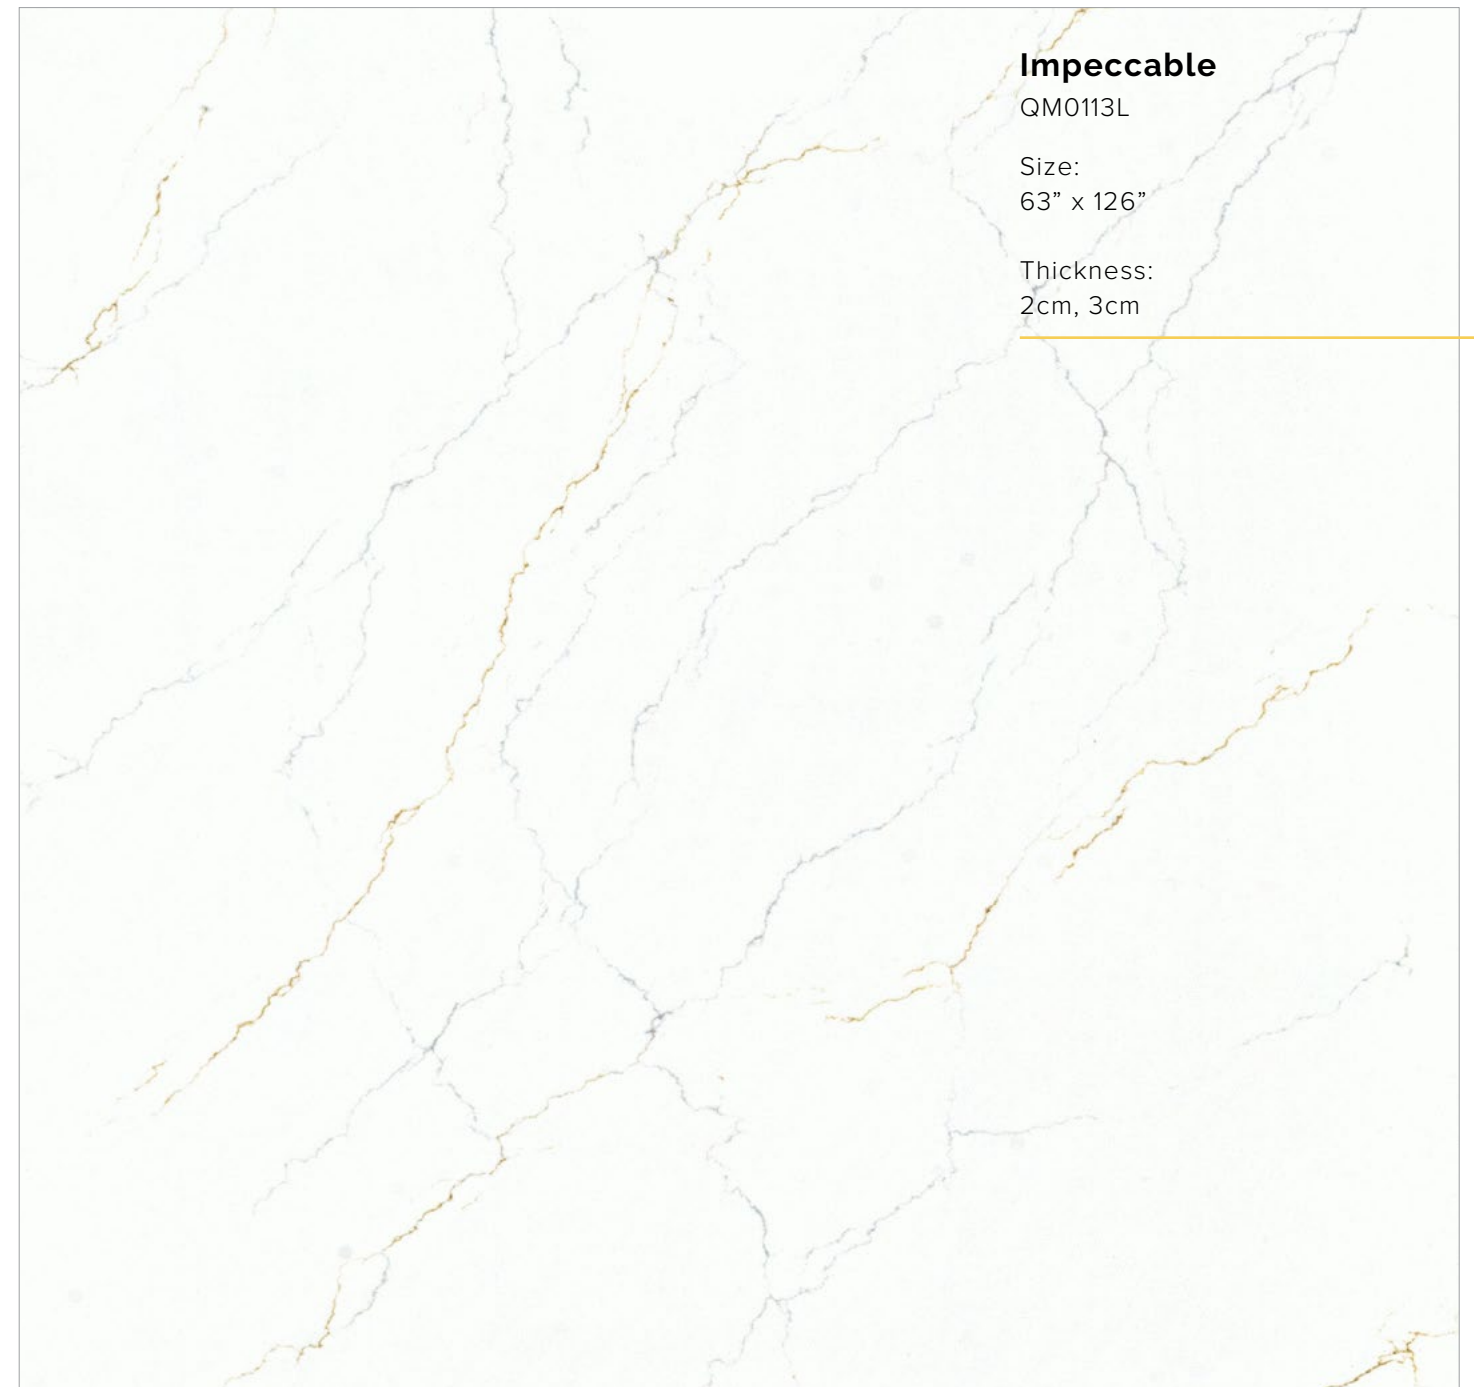 Impeccable
QM0113L
Size:
63” x 126”
Thickness:
2cm, 3cm